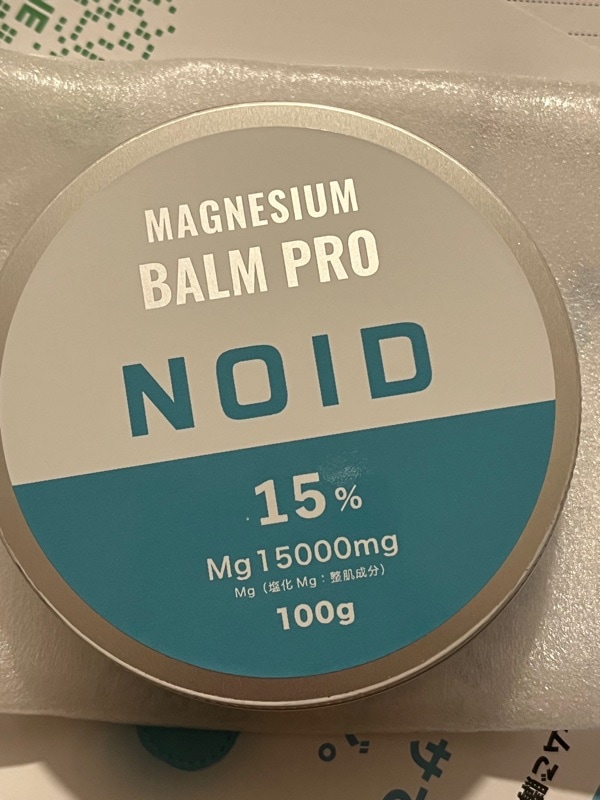 MAGNESIUM
BALM PRO
NOID
15%
Mg15000mg
Mg（塩化Mg：整肌成分）
100g